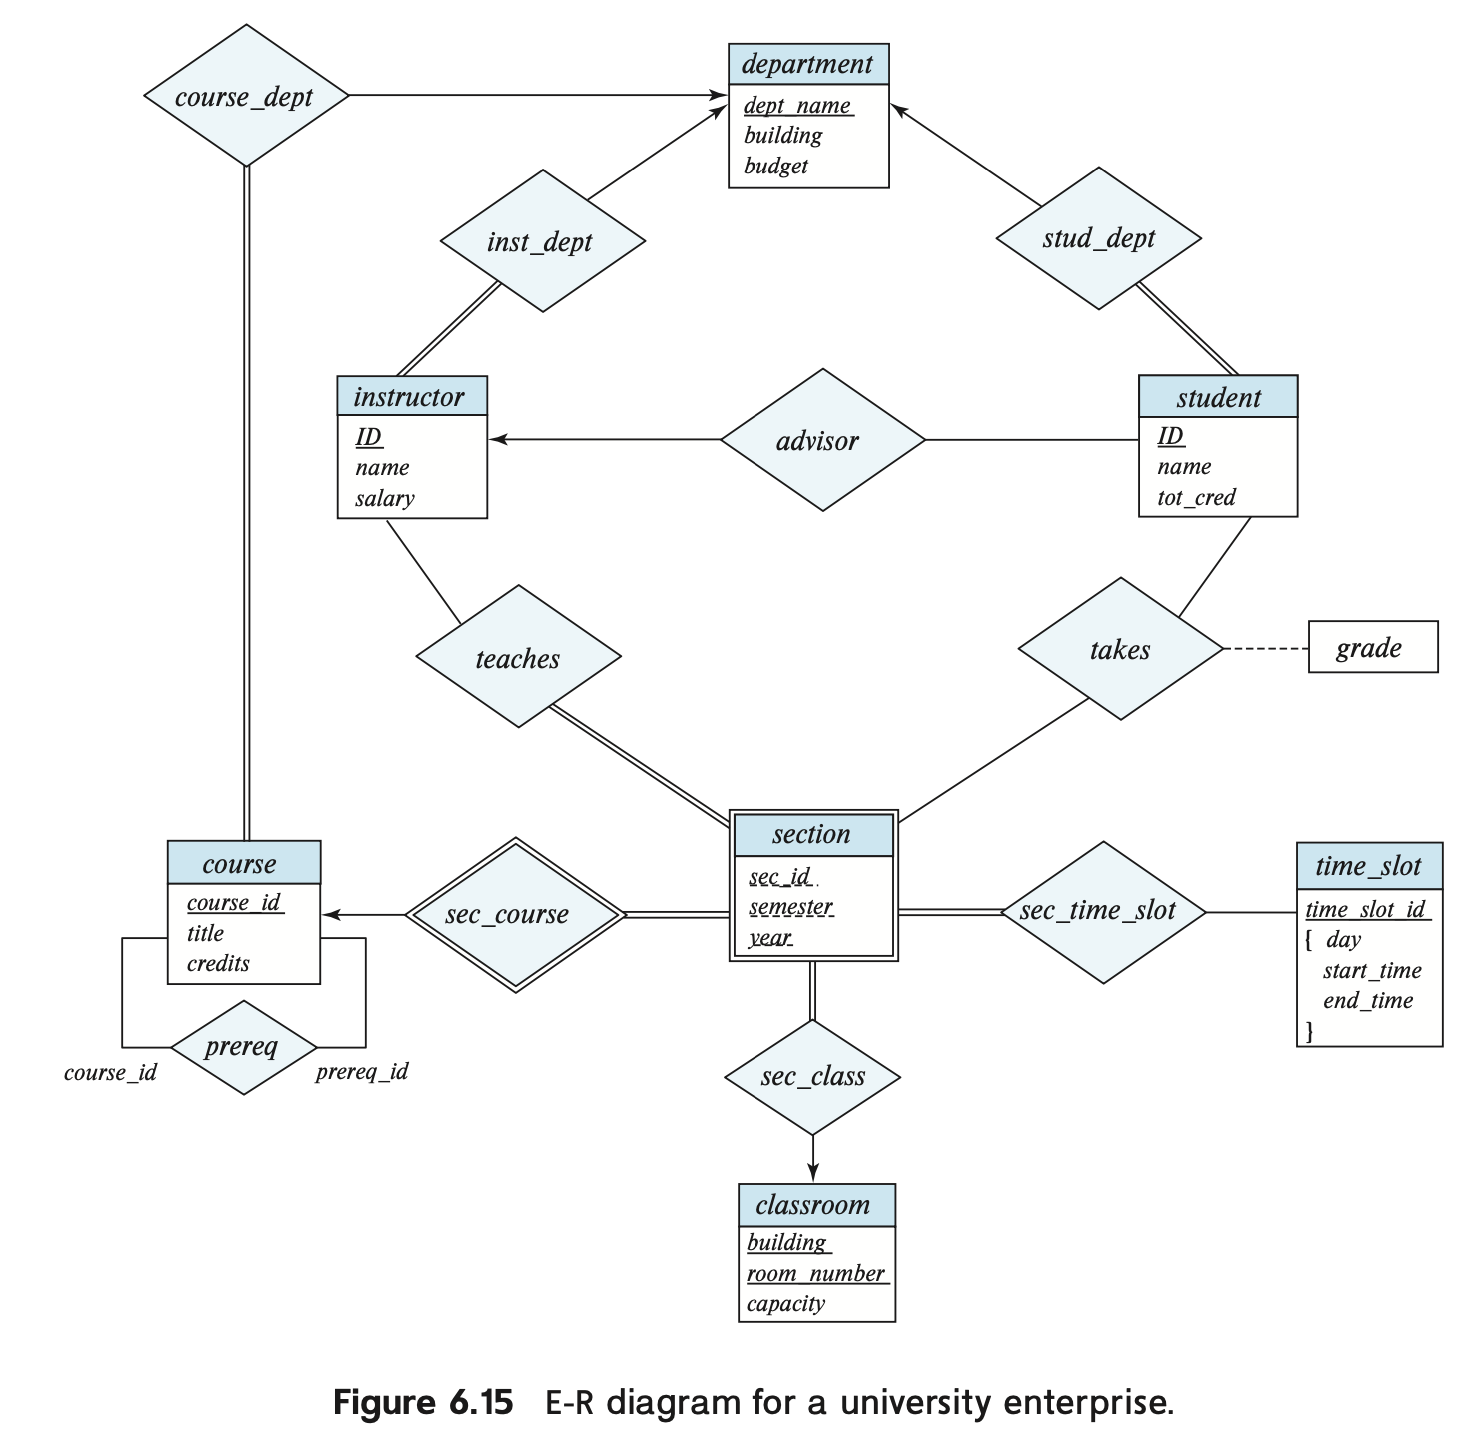 course_dept
department
dept_name
building
budget
inst_dept
stud_dept
instructor
ID
name
salary
advisor
student
ID
name
tot_cred
teaches
takes
grade
course
course_id
title
credits
sec_course
section
sec_id
semester
year
sec_time_slot
time_slot
time_slot_id
{ day
start_time
end_time
}
prereq
course_id
prereq_id
sec_class
classroom
building
room_number
capacity
Figure 6.15 E-R diagram for a university enterprise.